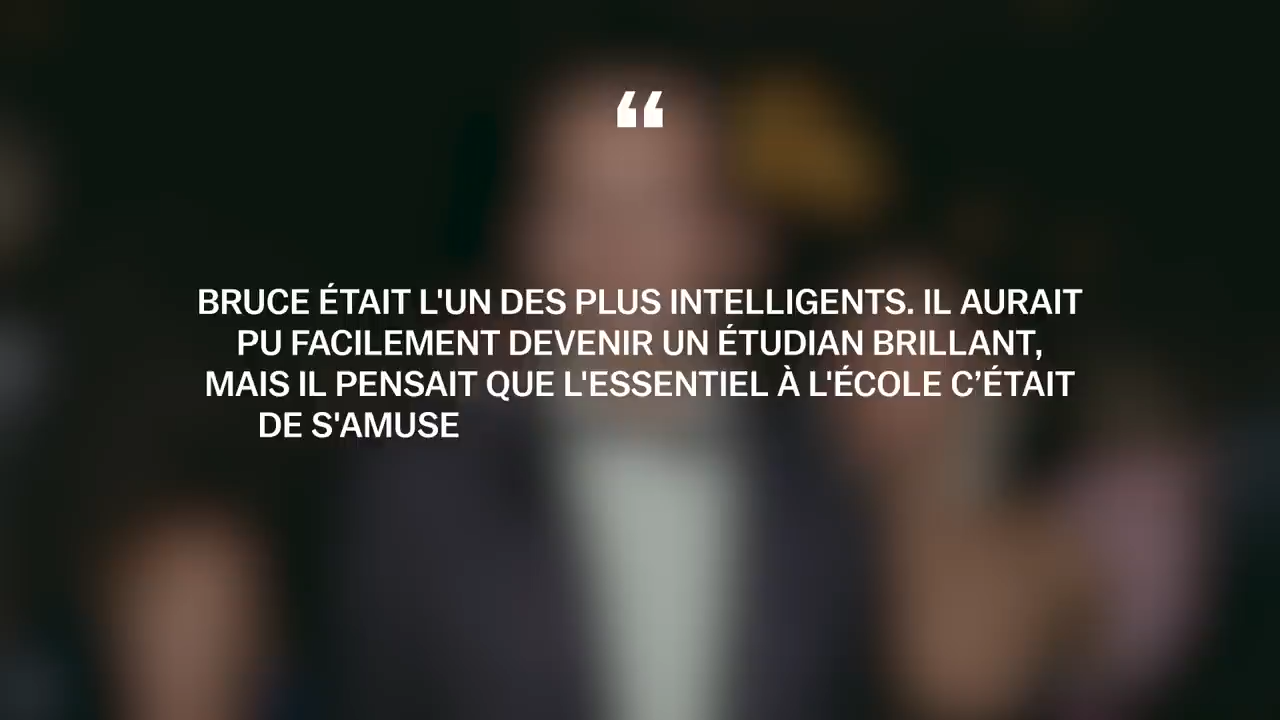 “
BRUCE ÉTAIT L'UN DES PLUS INTELLIGENTS. IL AURAIT
PU FACILEMENT DEVENIR UN ÉTUDIAN BRILLANT,
MAIS IL PENSAIT QUE L'ESSENTIEL À L'ÉCOLE C’ÉTAIT
DE S'AMUSE